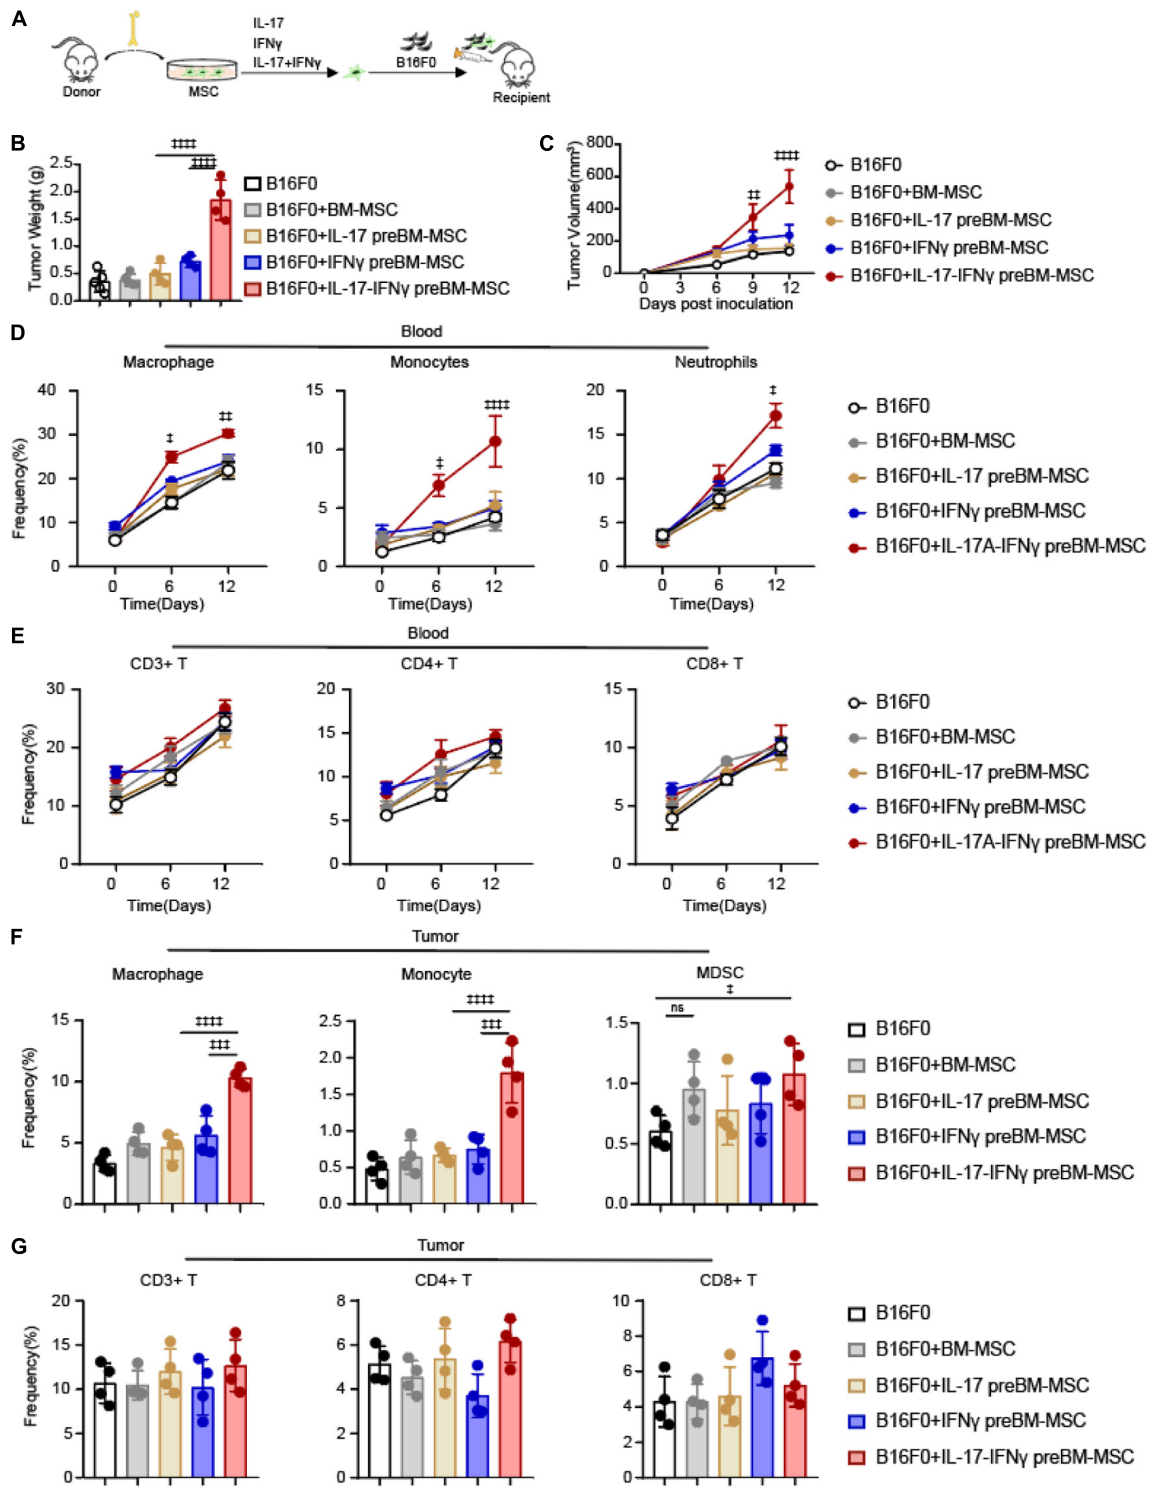 A
IL-17
IFNγ
IL-17+IFNγ
B16F0
Donor
MSC
Recipient
B
‡‡‡‡
‡‡‡‡
Tumor Weight (g)
2.5
2.0
1.5
1.0
0.5
0.0
B16F0
B16F0+BM-MSC
B16F0+IL-17 preBM-MSC
B16F0+IFNγ preBM-MSC
B16F0+IL-17-IFNγ preBM-MSC
C
Tumor Volume(mm³)
800
600
400
200
0
‡‡
‡‡‡‡
0 3 6 9 12
Days post inoculation
B16F0
B16F0+BM-MSC
B16F0+IL-17 preBM-MSC
B16F0+IFNγ preBM-MSC
B16F0+IL-17-IFNγ preBM-MSC
D
Blood
Macrophage
Frequency(%)
40
30
20
10
0
‡
‡‡
0 6 12
Time(Days)
Monocytes
15
10
5
0
‡
‡‡‡‡
0 6 12
Time(Days)
Neutrophils
20
15
10
5
0
‡
0 6 12
Time(Days)
B16F0
B16F0+BM-MSC
B16F0+IL-17 preBM-MSC
B16F0+IFNγ preBM-MSC
B16F0+IL-17A-IFNγ preBM-MSC
E
Blood
CD3+ T
Frequency(%)
30
20
10
0
0 6 12
Time(Days)
CD4+ T
20
15
10
5
0
0 6 12
Time(Days)
CD8+ T
15
10
5
0
0 6 12
Time(Days)
B16F0
B16F0+BM-MSC
B16F0+IL-17 preBM-MSC
B16F0+IFNγ preBM-MSC
B16F0+IL-17A-IFNγ preBM-MSC
F
Tumor
Macrophage
Frequency(%)
15
10
5
0
‡‡‡‡
‡‡‡
Monocyte
2.5
2.0
1.5
1.0
0.5
0.0
‡‡‡‡
‡‡‡
MDSC
‡
ns
1.5
1.0
0.5
0.0
B16F0
B16F0+BM-MSC
B16F0+IL-17 preBM-MSC
B16F0+IFNγ preBM-MSC
B16F0+IL-17-IFNγ preBM-MSC
G
Tumor
CD3+ T
Frequency(%)
20
15
10
5
0
CD4+ T
8
6
4
2
0
CD8+ T
10
8
6
4
2
0
B16F0
B16F0+BM-MSC
B16F0+IL-17 preBM-MSC
B16F0+IFNγ preBM-MSC
B16F0+IL-17-IFNγ preBM-MSC